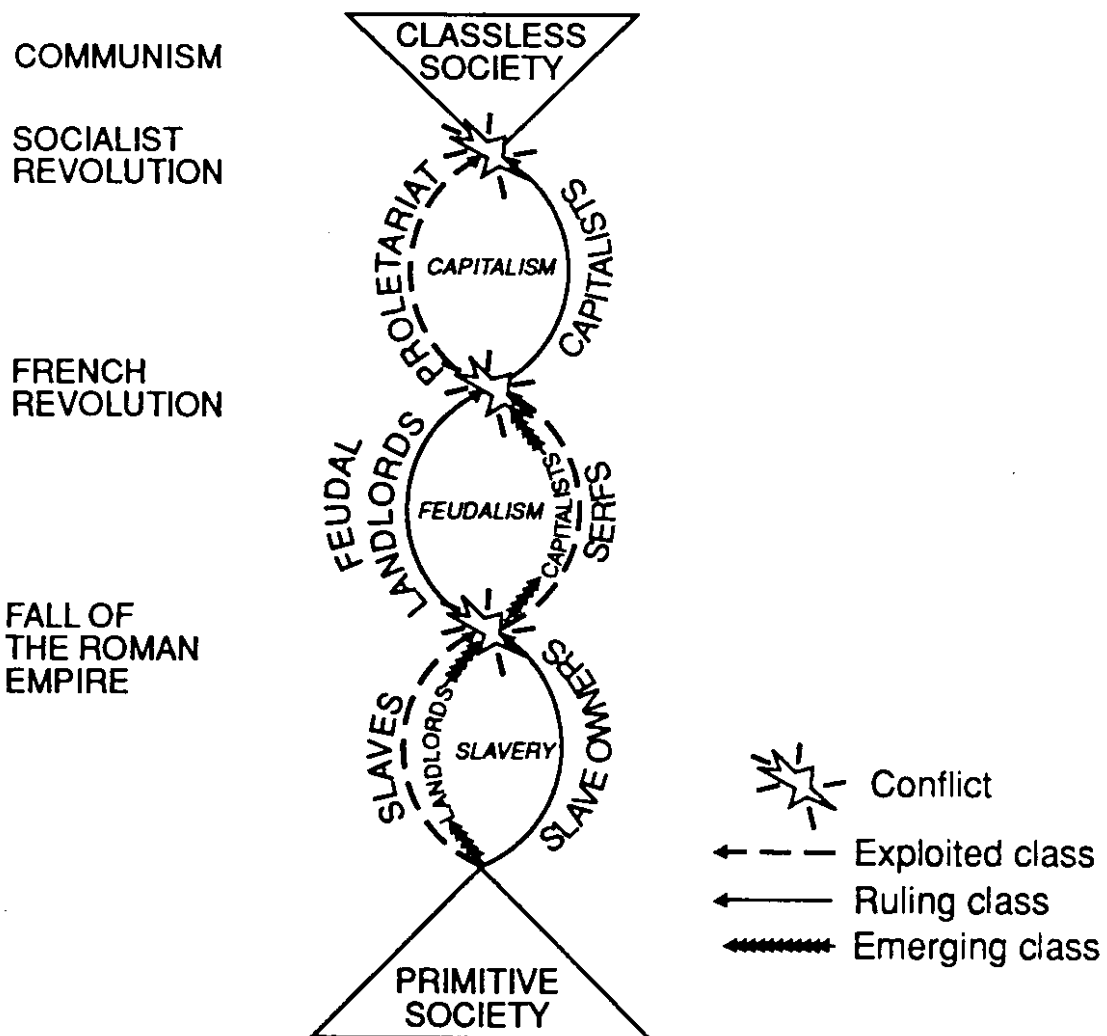 COMMUNISM
CLASSLESS
SOCIETY
SOCIALIST
REVOLUTION
PROLETARIAT
CAPITALISM
CAPITALISTS
FRENCH
REVOLUTION
FEUDAL
LANDLORDS
FEUDALISM
CAPITALISTS
SERFS
FALL OF
THE ROMAN
EMPIRE
SLAVES
LANDLORDS
SLAVERY
SLAVE OWNERS
PRIMITIVE
SOCIETY
Conflict
Exploited class
Ruling class
Emerging class